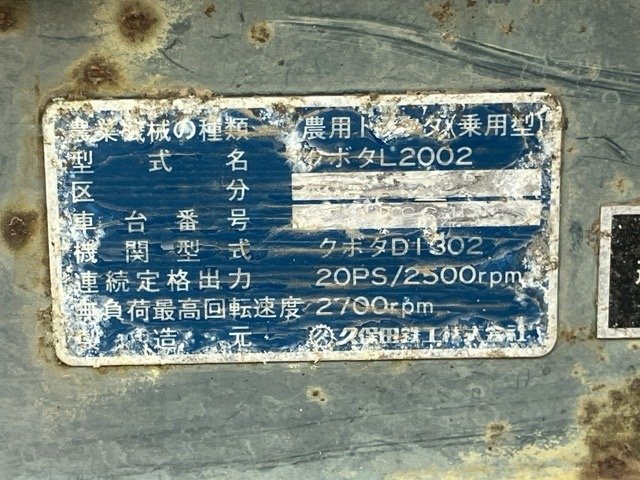 農業機械の種類 農用トラクタ(乗用型)
型式名 クボタL2002
区分
車台番号
機関型式 クボタD1302
連続定格出力 20PS/2500rpm
無負荷最高回転速度 2700rpm
製造元 久保田鉄工株式会社